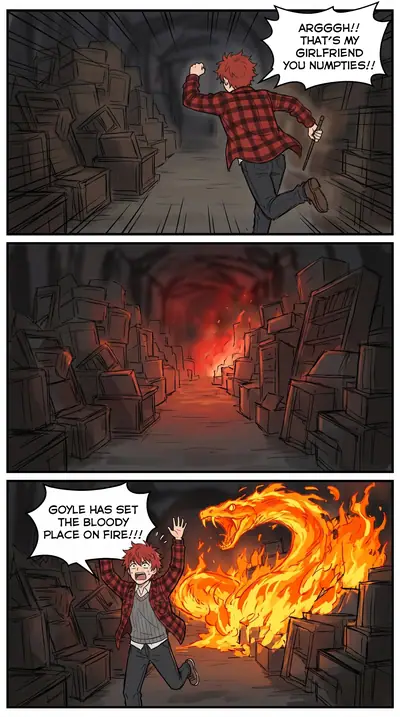 ARGGGH!!
THAT'S MY
GIRLFRIEND
YOU NUMPTIES!!
GOYLE HAS SET
THE BLOODY
PLACE ON FIRE!!!